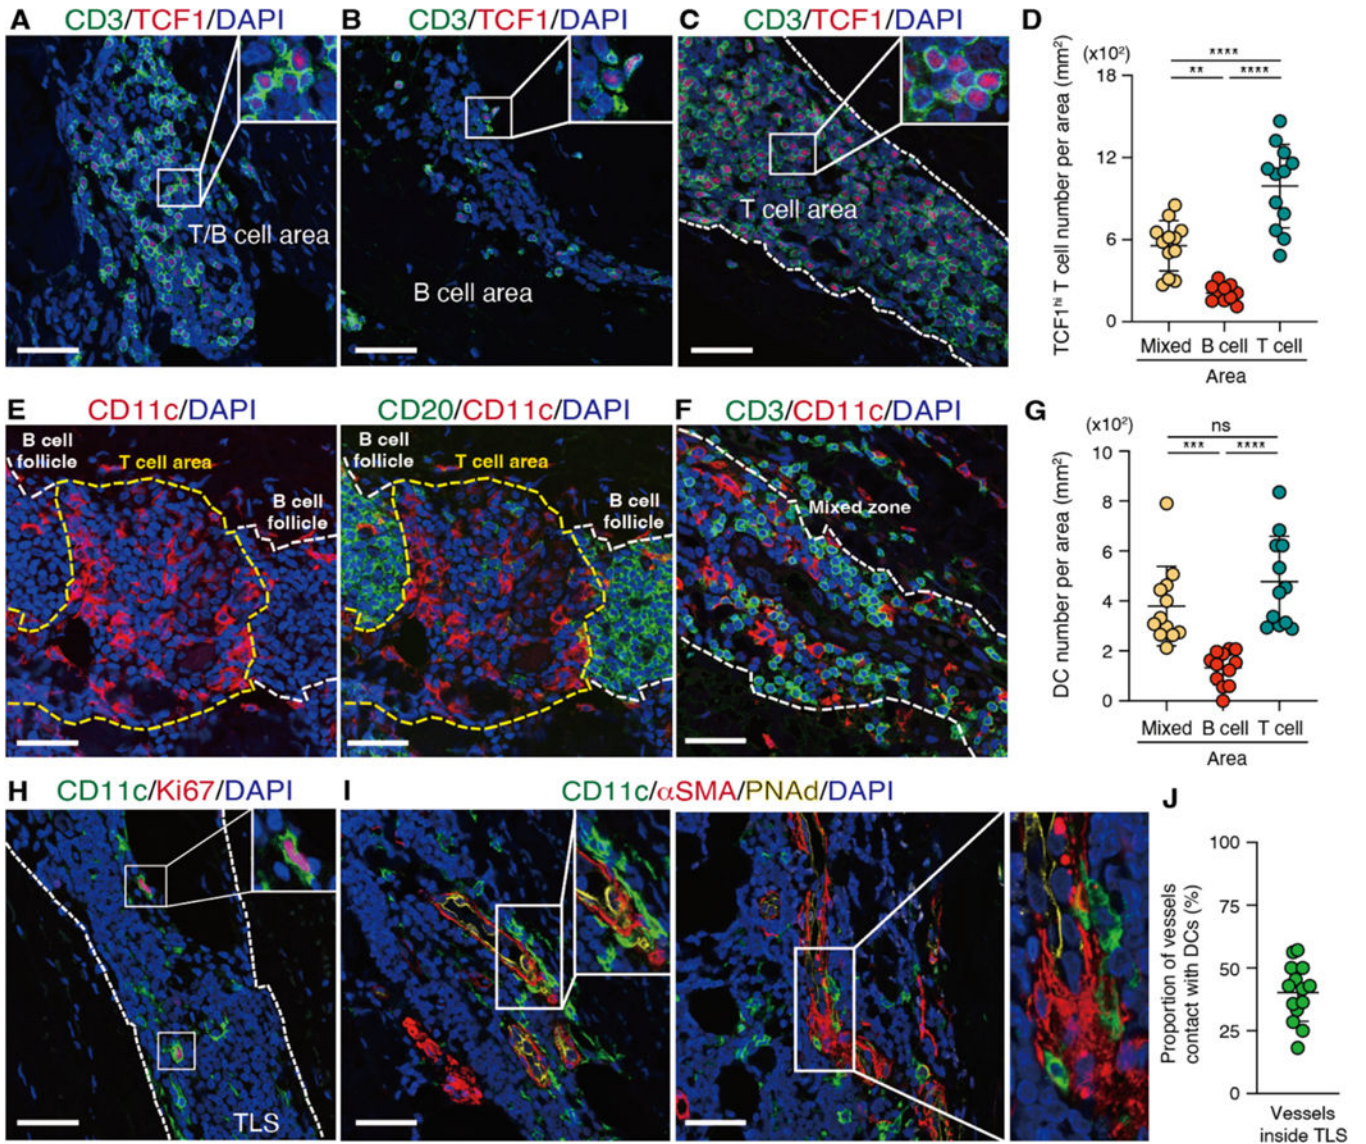 A CD3/TCF1/DAPI
T/B cell area
B CD3/TCF1/DAPI
B cell area
C CD3/TCF1/DAPI
T cell area
D
(x10²)
TCF1ʰⁱ T cell number per area (mm²)
18
12
6
0
****
** ****
Mixed B cell T cell
Area
E CD11c/DAPI
B cell
follicle
T cell area
B cell
follicle
CD20/CD11c/DAPI
B cell
follicle
T cell area
B cell
follicle
F CD3/CD11c/DAPI
Mixed zone
G
(x10²)
DC number per area (mm²)
10
8
6
4
2
0
ns
*** ****
Mixed B cell T cell
Area
H CD11c/Ki67/DAPI
TLS
I CD11c/αSMA/PNAd/DAPI
J
Proportion of vessels
contact with DCs (%)
100
75
50
25
0
Vessels
inside TLS